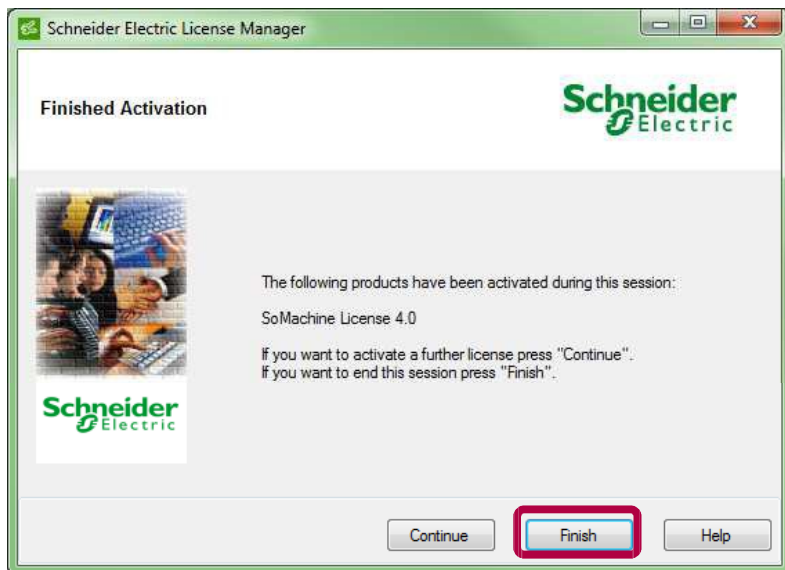 Schneider Electric License Manager
Finished Activation
Schneider
Electric
The following products have been activated during this session:
SoMachine License 4.0
If you want to activate a further license press "Continue".
If you want to end this session press "Finish".
Schneider
Electric
Continue
Finish
Help